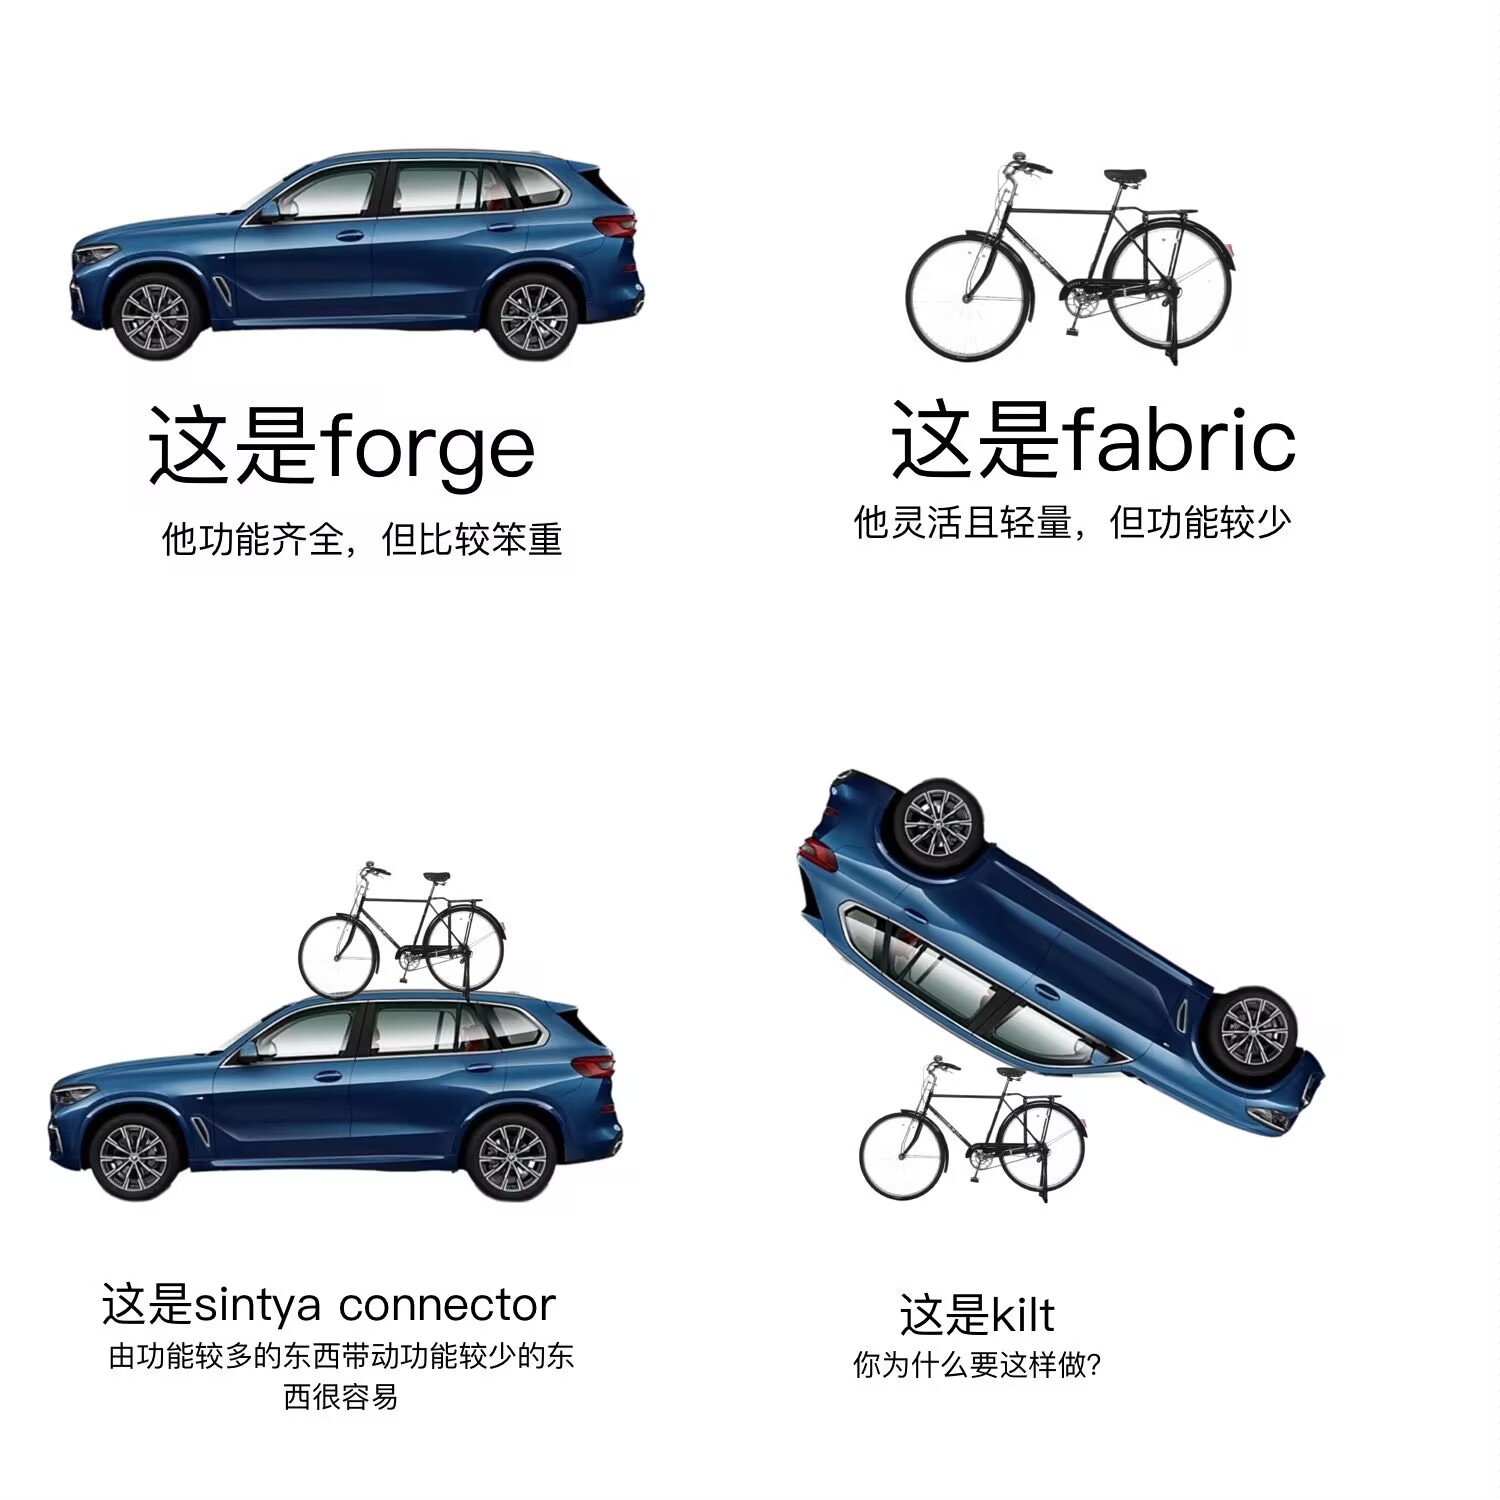 这是forge
他功能齐全，但比较笨重
这是fabric
他灵活且轻量，但功能较少
这是sintya connector
由功能较多的东西带动功能较少的东
西很容易
这是kilt
你为什么要这样做？